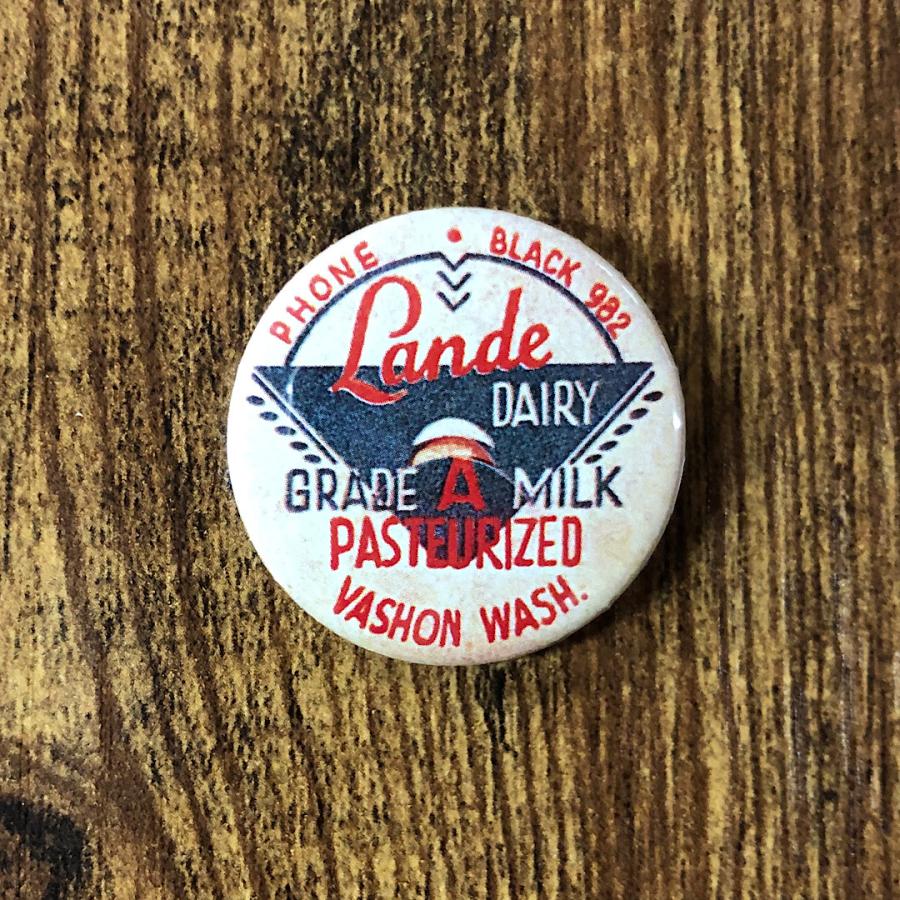 PHONE • BLACK 982
Lande
DAIRY
GRADE A MILK
PASTEURIZED
VASHON WASH.